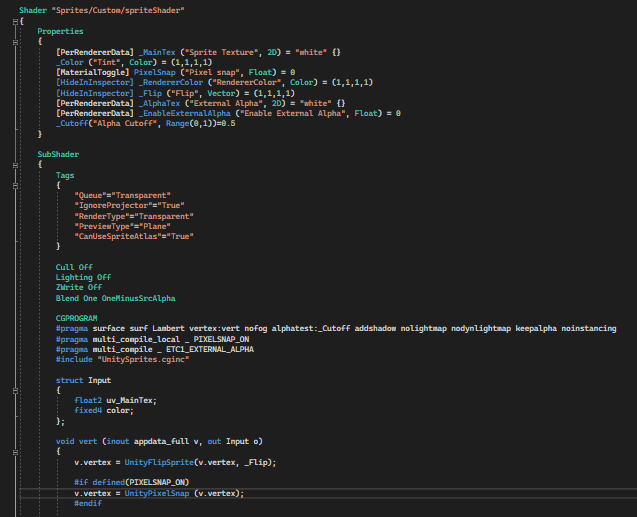 Shader "Sprites/Custom/spriteShader"
{
Properties
{
[PerRendererData] _MainTex ("Sprite Texture", 2D) = "white" {}
_Color ("Tint", Color) = (1,1,1,1)
[MaterialToggle] PixelSnap ("Pixel snap", Float) = 0
[HideInInspector] _RendererColor ("RendererColor", Color) = (1,1,1,1)
[HideInInspector] _Flip ("Flip", Vector) = (1,1,1,1)
[PerRendererData] _AlphaTex ("External Alpha", 2D) = "white" {}
[PerRendererData] _EnableExternalAlpha ("Enable External Alpha", Float) = 0
_Cutoff("Alpha Cutoff", Range(0,1))=0.5
}
SubShader
{
Tags
{
"Queue"="Transparent"
"IgnoreProjector"="True"
"RenderType"="Transparent"
"PreviewType"="Plane"
"CanUseSpriteAtlas"="True"
}
Cull Off
Lighting Off
ZWrite Off
Blend One OneMinusSrcAlpha
CGPROGRAM
#pragma surface surf Lambert vertex:vert nofog alphatest:_Cutoff addshadow nolightmap nodynlightmap keepalpha noinstancing
#pragma multi_compile_local _ PIXELSNAP_ON
#pragma multi_compile _ ETC1_EXTERNAL_ALPHA
#include "UnitySprites.cginc"
struct Input
{
float2 uv_MainTex;
fixed4 color;
};
void vert (inout appdata_full v, out Input o)
{
v.vertex = UnityFlipSprite(v.vertex, _Flip);
#if defined(PIXELSNAP_ON)
v.vertex = UnityPixelSnap (v.vertex);
#endif